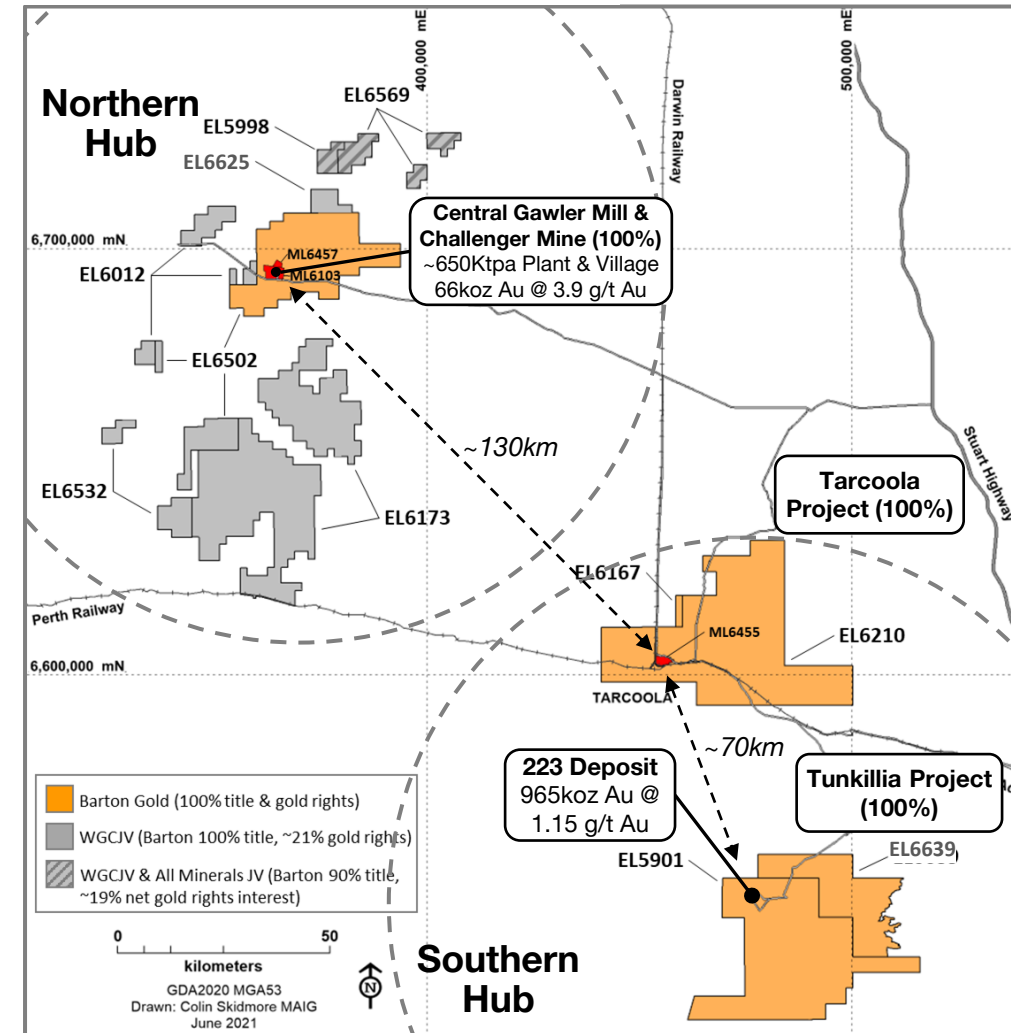 400,000 mE
500,000 mE
Northern
Hub
EL6569
EL5998
EL6625
Darwin Railway
Central Gawler Mill &
Challenger Mine (100%)
~650Ktpa Plant & Village
66koz Au @ 3.9 g/t Au
6,700,000 mN
ML6457
ML6103
EL6012
EL6502
~130km
Stuart Highway
Tarcoola
Project (100%)
EL6532
EL6173
EL6167
Perth Railway
ML6455
EL6210
6,600,000 mN
TARCOOLA
~70km
223 Deposit
965koz Au @
1.15 g/t Au
Tunkillia Project
(100%)
EL5901
EL6639
Barton Gold (100% title & gold rights)
WGCJV (Barton 100% title, ~21% gold rights)
WGCJV & All Minerals JV (Barton 90% title,
~19% net gold rights interest)
0 50
kilometers
GDA2020 MGA53
Drawn: Colin Skidmore MAIG
June 2021
N
Southern
Hub